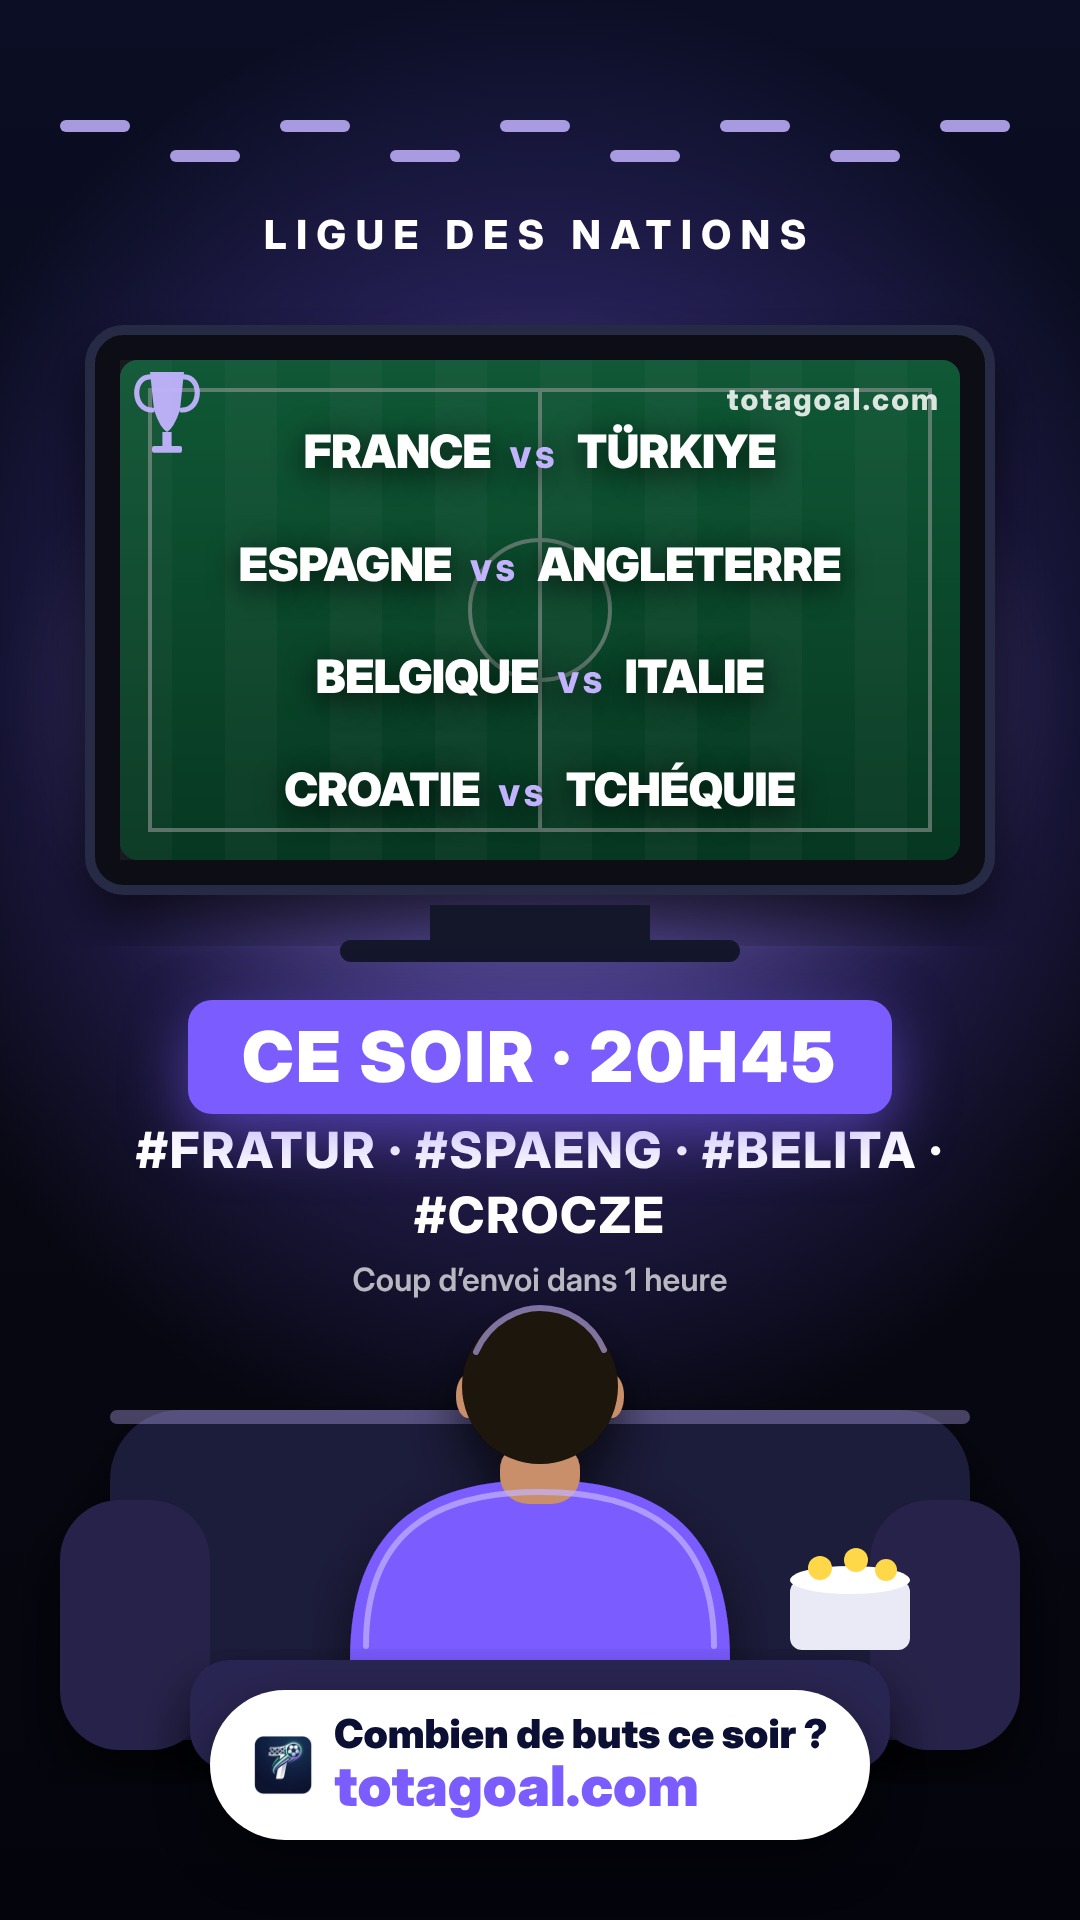 LIGUE DES NATIONS
totagoal.com
FRANCE vs TÜRKIYE
ESPAGNE vs ANGLETERRE
BELGIQUE vs ITALIE
CROATIE vs TCHÉQUIE
CE SOIR · 20H45
#FRATUR · #SPAENG · #BELITA ·
#CROCZE
Coup d’envoi dans 1 heure
Combien de buts ce soir ?
totagoal.com